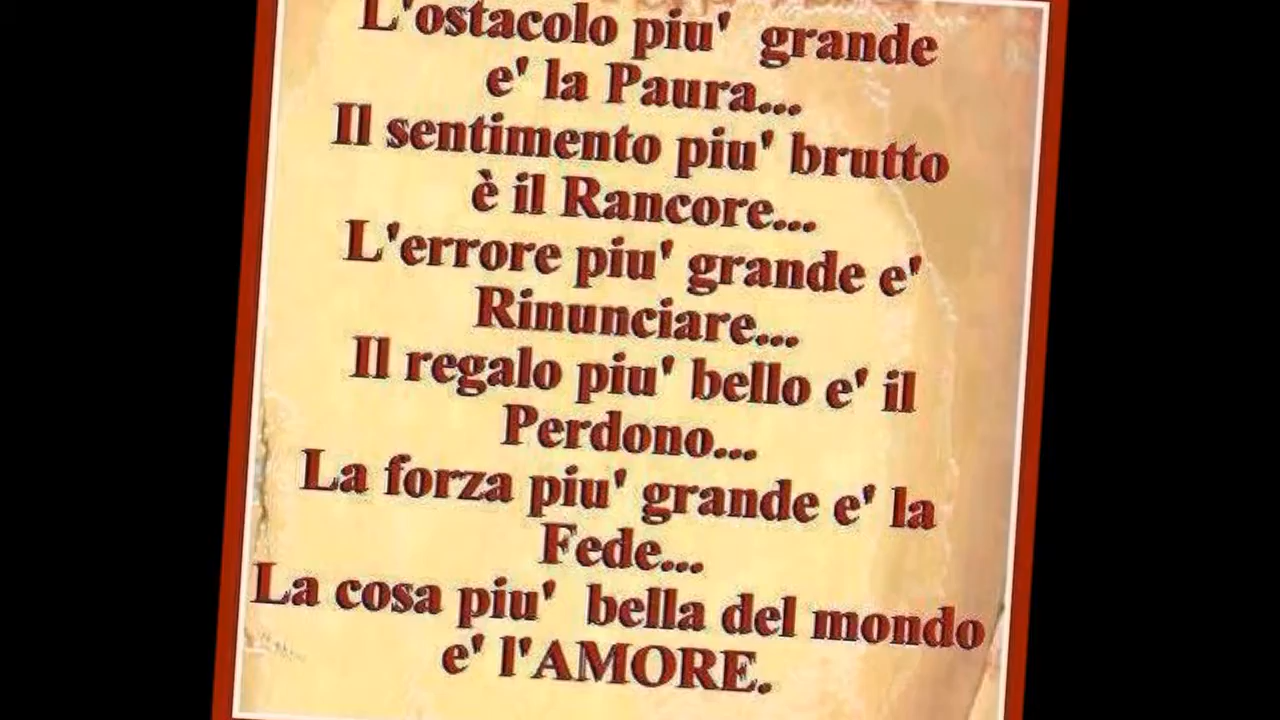 L'ostacolo piu' grande
e' la Paura...
Il sentimento piu' brutto
è il Rancore...
L'errore piu' grande e'
Rinunciare...
Il regalo piu' bello e' il
Perdono...
La forza piu' grande e' la
Fede...
La cosa piu' bella del mondo
e' l'AMORE.